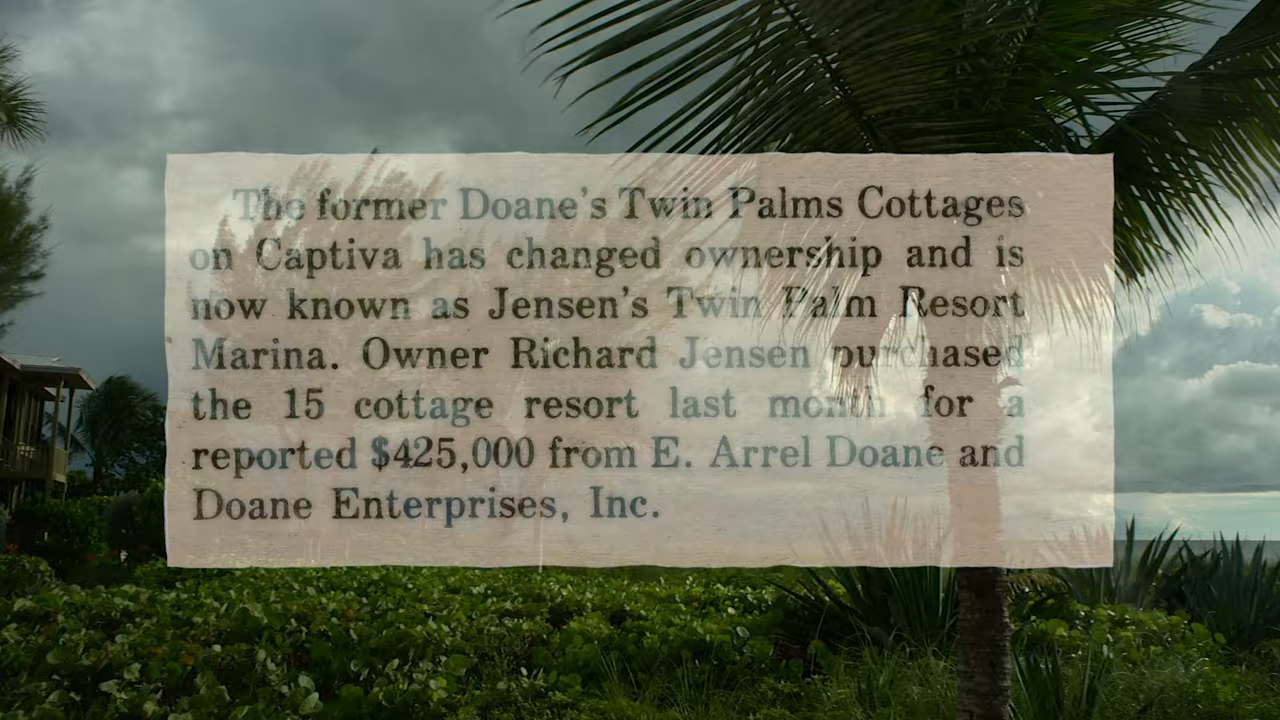 The former Doane's Twin Palms Cottages
on Captiva has changed ownership and is
now known as Jensen's Twin Palm Resort
Marina. Owner Richard Jensen purchased
the 15 cottage resort last month for a
reported $425,000 from E. Arrel Doane and
Doane Enterprises, Inc.